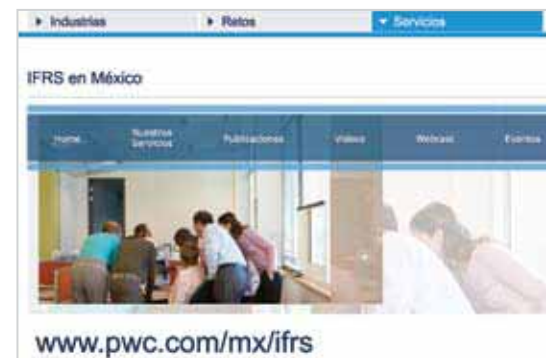 Industrias Retos Servicios
IFRS en México
Home Nuestros Servicios Publicaciones Videos Webcast Eventos
www.pwc.com/mx/ifrs